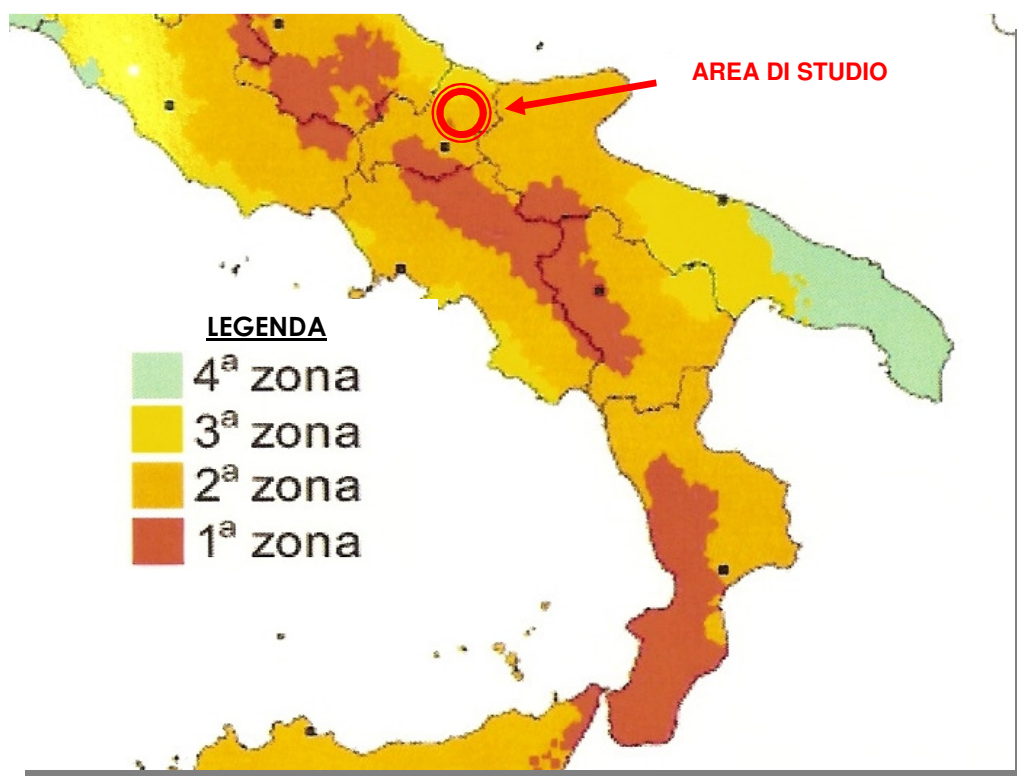 AREA DI STUDIO
LEGENDA
4ª zona
3ª zona
2ª zona
1ª zona